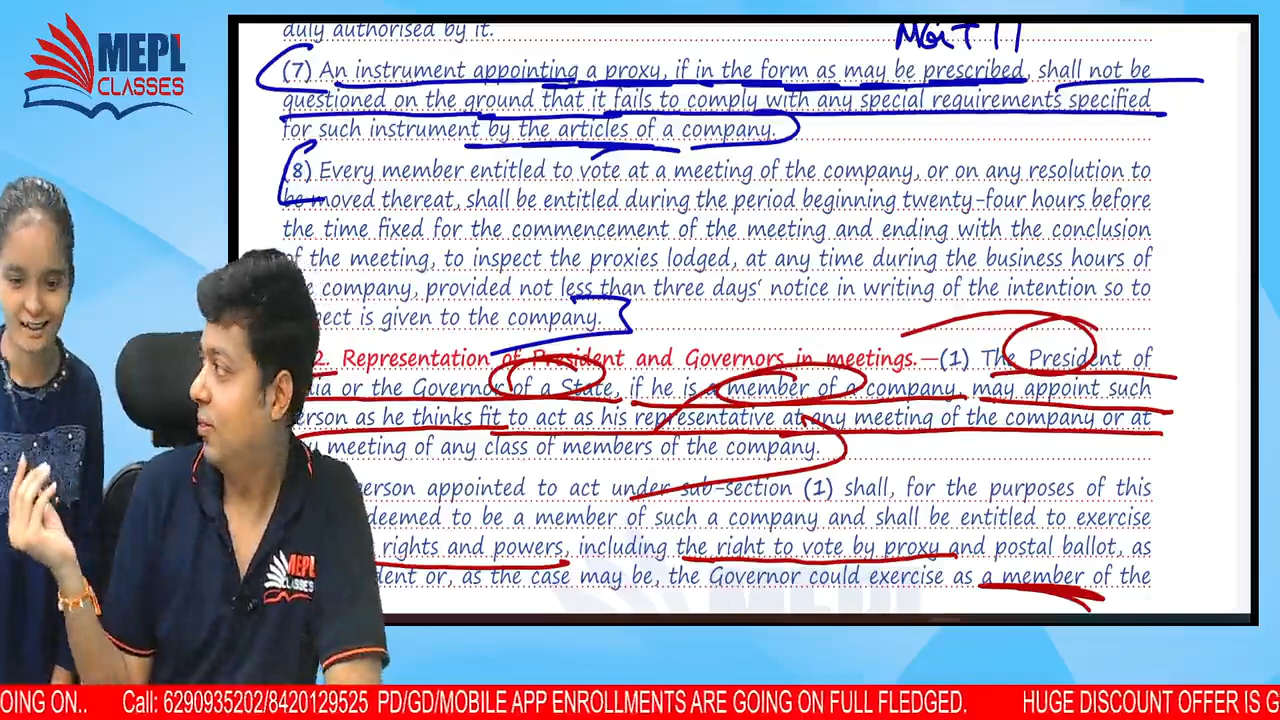 MEPL
CLASSES
duly authorised by it.
(7) An instrument appointing a proxy, if in the form as may be prescribed, shall not be
questioned on the ground that it fails to comply with any special requirements specified
for such instrument by the articles of a company.
(8) Every member entitled to vote at a meeting of the company, or on any resolution to
be moved thereat, shall be entitled during the period beginning twenty-four hours before
the time fixed for the commencement of the meeting and ending with the conclusion
of the meeting, to inspect the proxies lodged, at any time during the business hours of
company, provided not less than three days' notice in writing of the intention so to
is given to the company.
2. Representation of President and Governors in meetings.—(1) The President of
or the Governor of a State, if he is a member of a company, may appoint such
person as he thinks fit to act as his representative at any meeting of the company or at
meeting of any class of members of the company.
person appointed to act under sub-section (1) shall, for the purposes of this
deemed to be a member of such a company and shall be entitled to exercise
rights and powers, including the right to vote by proxy and postal ballot, as
or, as the case may be, the Governor could exercise as a member of the
MEPL
CLASSES
OING ON.. Call: 6290935202/8420129525 PD/GD/MOBILE APP ENROLLMENTS ARE GOING ON FULL FLEDGED. HUGE DISCOUNT OFFER IS G